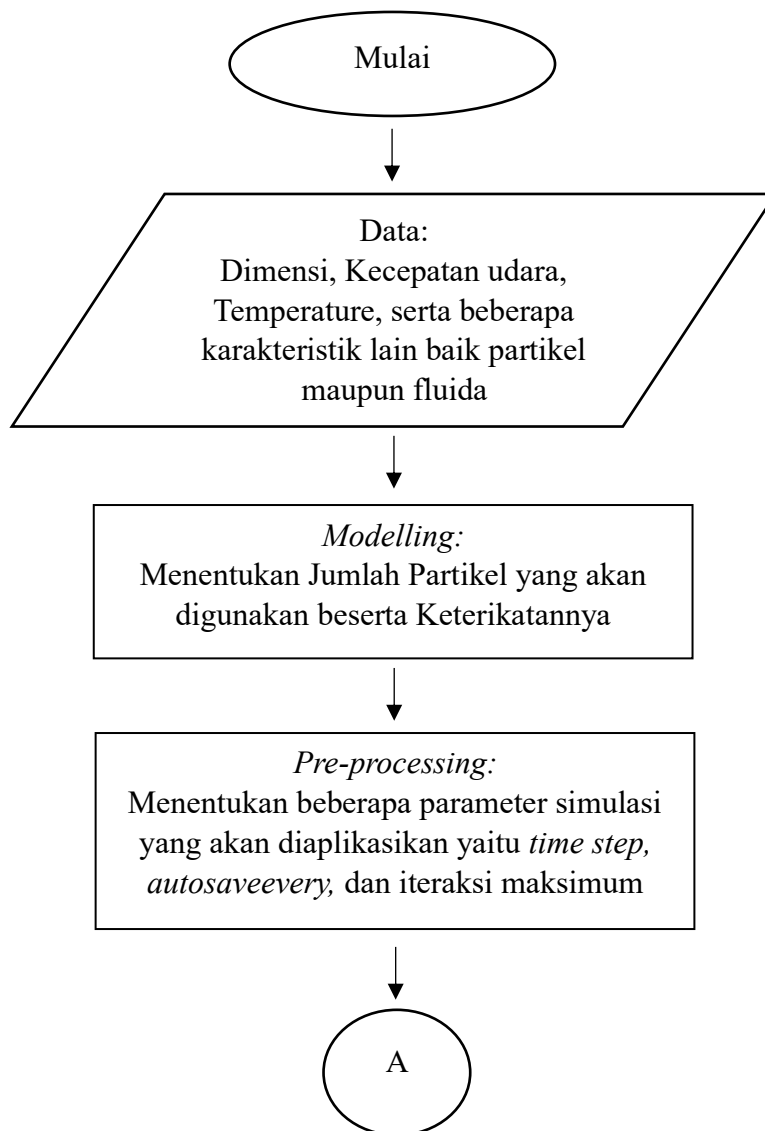 Mulai
Data:
Dimensi, Kecepatan udara,
Temperature, serta beberapa
karakteristik lain baik partikel
maupun fluida
Modelling:
Menentukan Jumlah Partikel yang akan
digunakan beserta Keterikatannya
Pre-processing:
Menentukan beberapa parameter simulasi
yang akan diaplikasikan yaitu time step,
autosaveevery, dan iteraksi maksimum
A